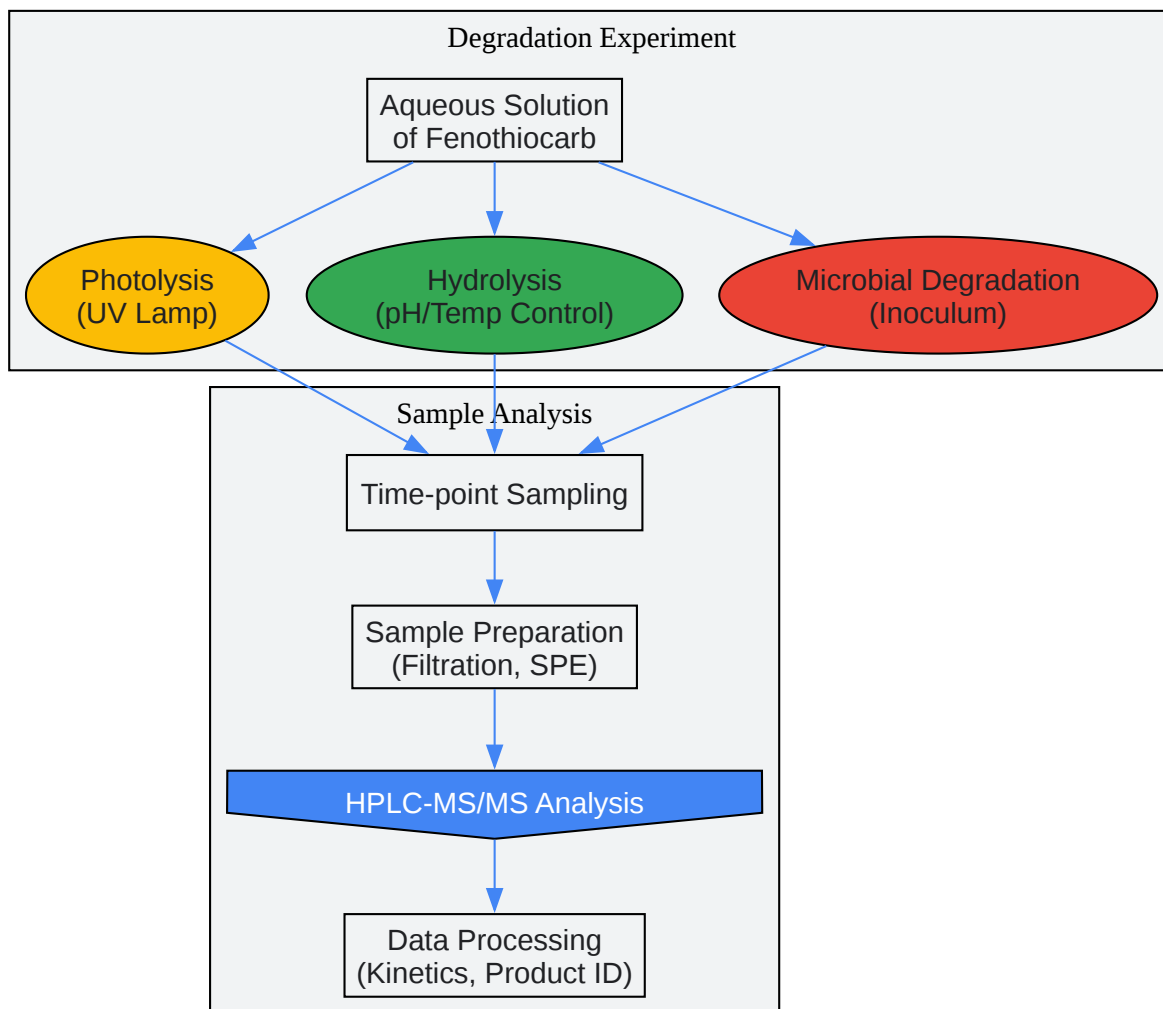 Degradation Experiment
Aqueous Solution
of Fenothiocarb
Photolysis
(UV Lamp)
Hydrolysis
(pH/Temp Control)
Microbial Degradation
(Inoculum)
Sample Analysis
Time-point Sampling
Sample Preparation
(Filtration, SPE)
HPLC-MS/MS Analysis
Data Processing
(Kinetics, Product ID)